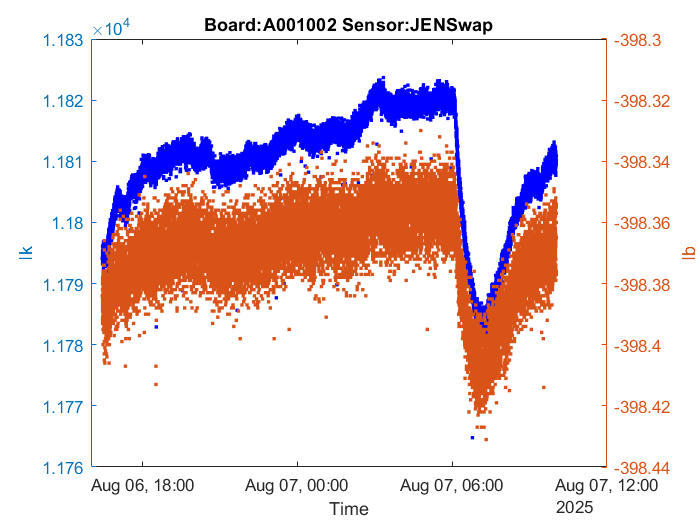 Board:A001002 Sensor:JENSwap
×10⁴
1.183
1.182
1.181
1.18
1.179
1.178
1.177
1.176
Ik
-398.3
-398.32
-398.34
-398.36
-398.38
-398.4
-398.42
-398.44
Ib
Aug 06, 18:00
Aug 07, 00:00
Aug 07, 06:00
Aug 07, 12:00
2025
Time